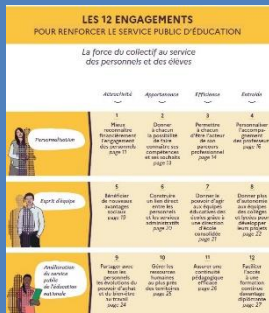 LES 12 ENGAGEMENTS
POUR RENFORCER LE SERVICE PUBLIC D'ÉDUCATION
La force du collectif au service
des personnels et des élèves
Attractivité Appartenance Efficience Entraide
Personnalisation
1
Mieux
reconnaître
financièrement
l'engagement
des personnels
page 11
2
Donner
à chacun
la possibilité
de faire
connaître ses
compétences
et ses souhaits
page 13
3
Permettre
à chacun
d'être l'acteur
de son
parcours
professionnel
page 14
4
Personnaliser
l'accompa-
gnement
des professeurs
page 16
Esprit d'équipe
5
Bénéficier
de nouveaux
avantages
sociaux
page 19
6
Construire
un lien direct
entre les
personnels
et les services
administratifs
page 20
7
Donner
le pouvoir d'agir
aux équipes
éducatives des
écoles grâce à
une direction
d'école
consolidée
page 21
8
Donner plus
d'autonomie
aux équipes
des collèges
et lycées pour
développer
leurs projets
page 22
Amélioration
du service
public
de l'éducation
nationale
9
Partager avec
tous les
personnels
les évolutions du
pouvoir d'achat
et du bien-être
au travail
page 24
10
Gérer les
ressources
humaines
au plus près
des territoires
page 25
11
Assurer une
continuité
pédagogique
efficace
page 26
12
Faciliter
l'accès
à une
formation
continue
davantage
diplômante
page 27